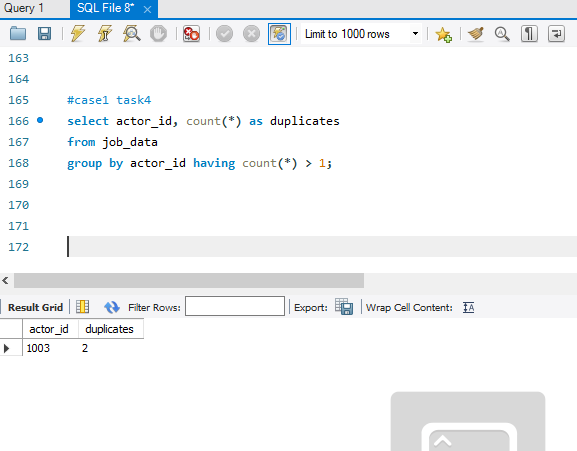 Query 1 SQL File 8*
Limit to 1000 rows
163
164
165 #case1 task4
166 select actor_id, count(*) as duplicates
167 from job_data
168 group by actor_id having count(*) > 1;
169
170
171
172
Result Grid Filter Rows: Export: Wrap Cell Content:
actor_id duplicates
1003 2